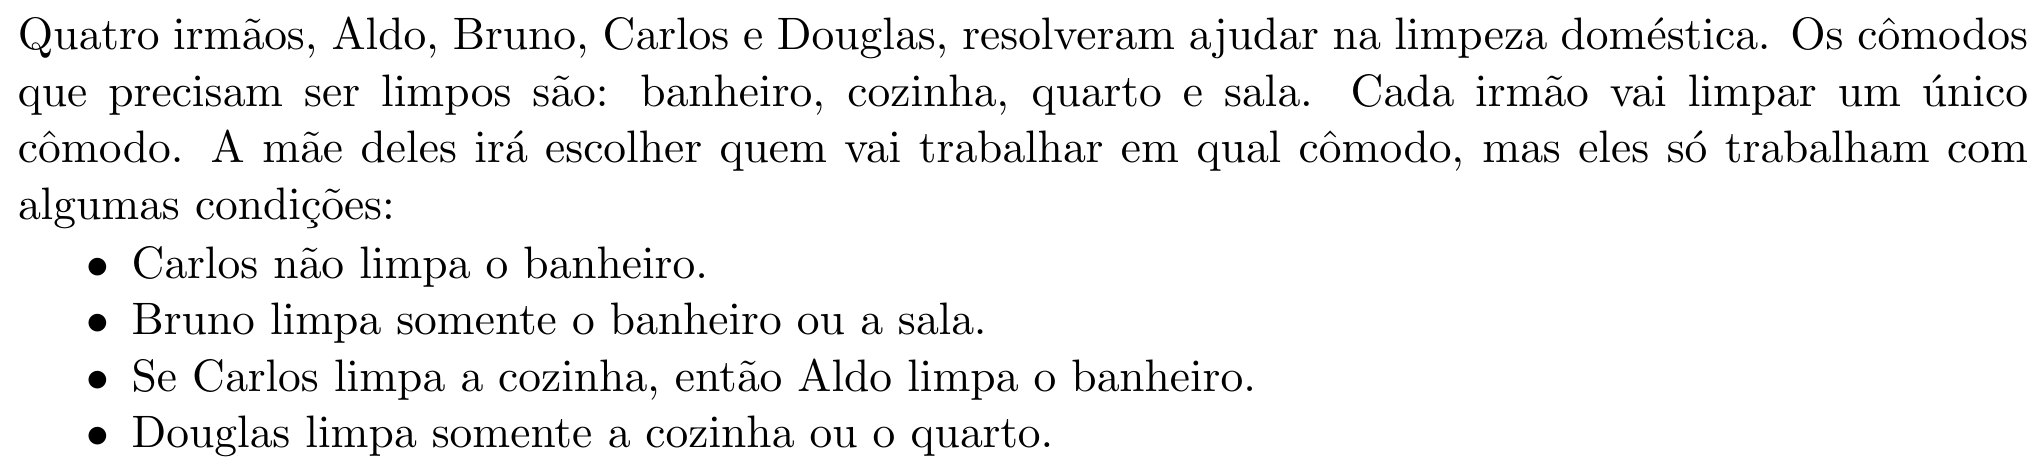 Quatro irmãos, Aldo, Bruno, Carlos e Douglas, resolveram ajudar na limpeza doméstica. Os cômodos
que precisam ser limpos são: banheiro, cozinha, quarto e sala. Cada irmão vai limpar um único
cômodo. A mãe deles irá escolher quem vai trabalhar em qual cômodo, mas eles só trabalham com
algumas condições:
• Carlos não limpa o banheiro.
• Bruno limpa somente o banheiro ou a sala.
• Se Carlos limpa a cozinha, então Aldo limpa o banheiro.
• Douglas limpa somente a cozinha ou o quarto.